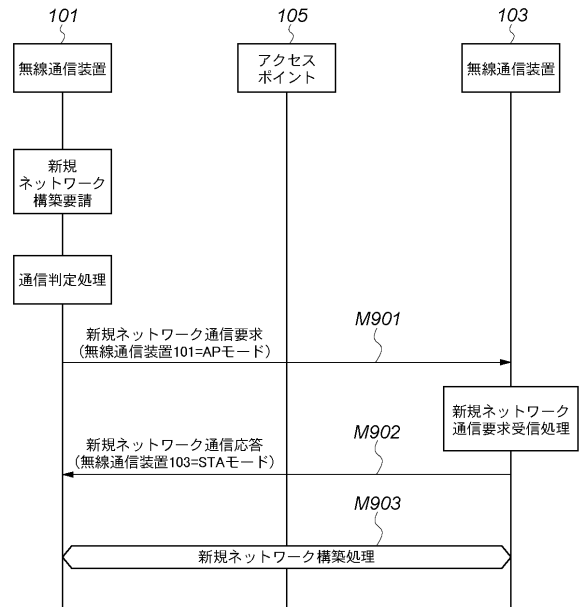 101
105
103
無線通信装置
アクセス
ポイント
無線通信装置
新規
ネットワーク
構築要請
通信判定処理
新規ネットワーク通信要求
(無線通信装置101=APモード)
M901
新規ネットワーク
通信要求受信処理
新規ネットワーク通信応答
(無線通信装置103=STAモード)
M902
M903
新規ネットワーク構築処理